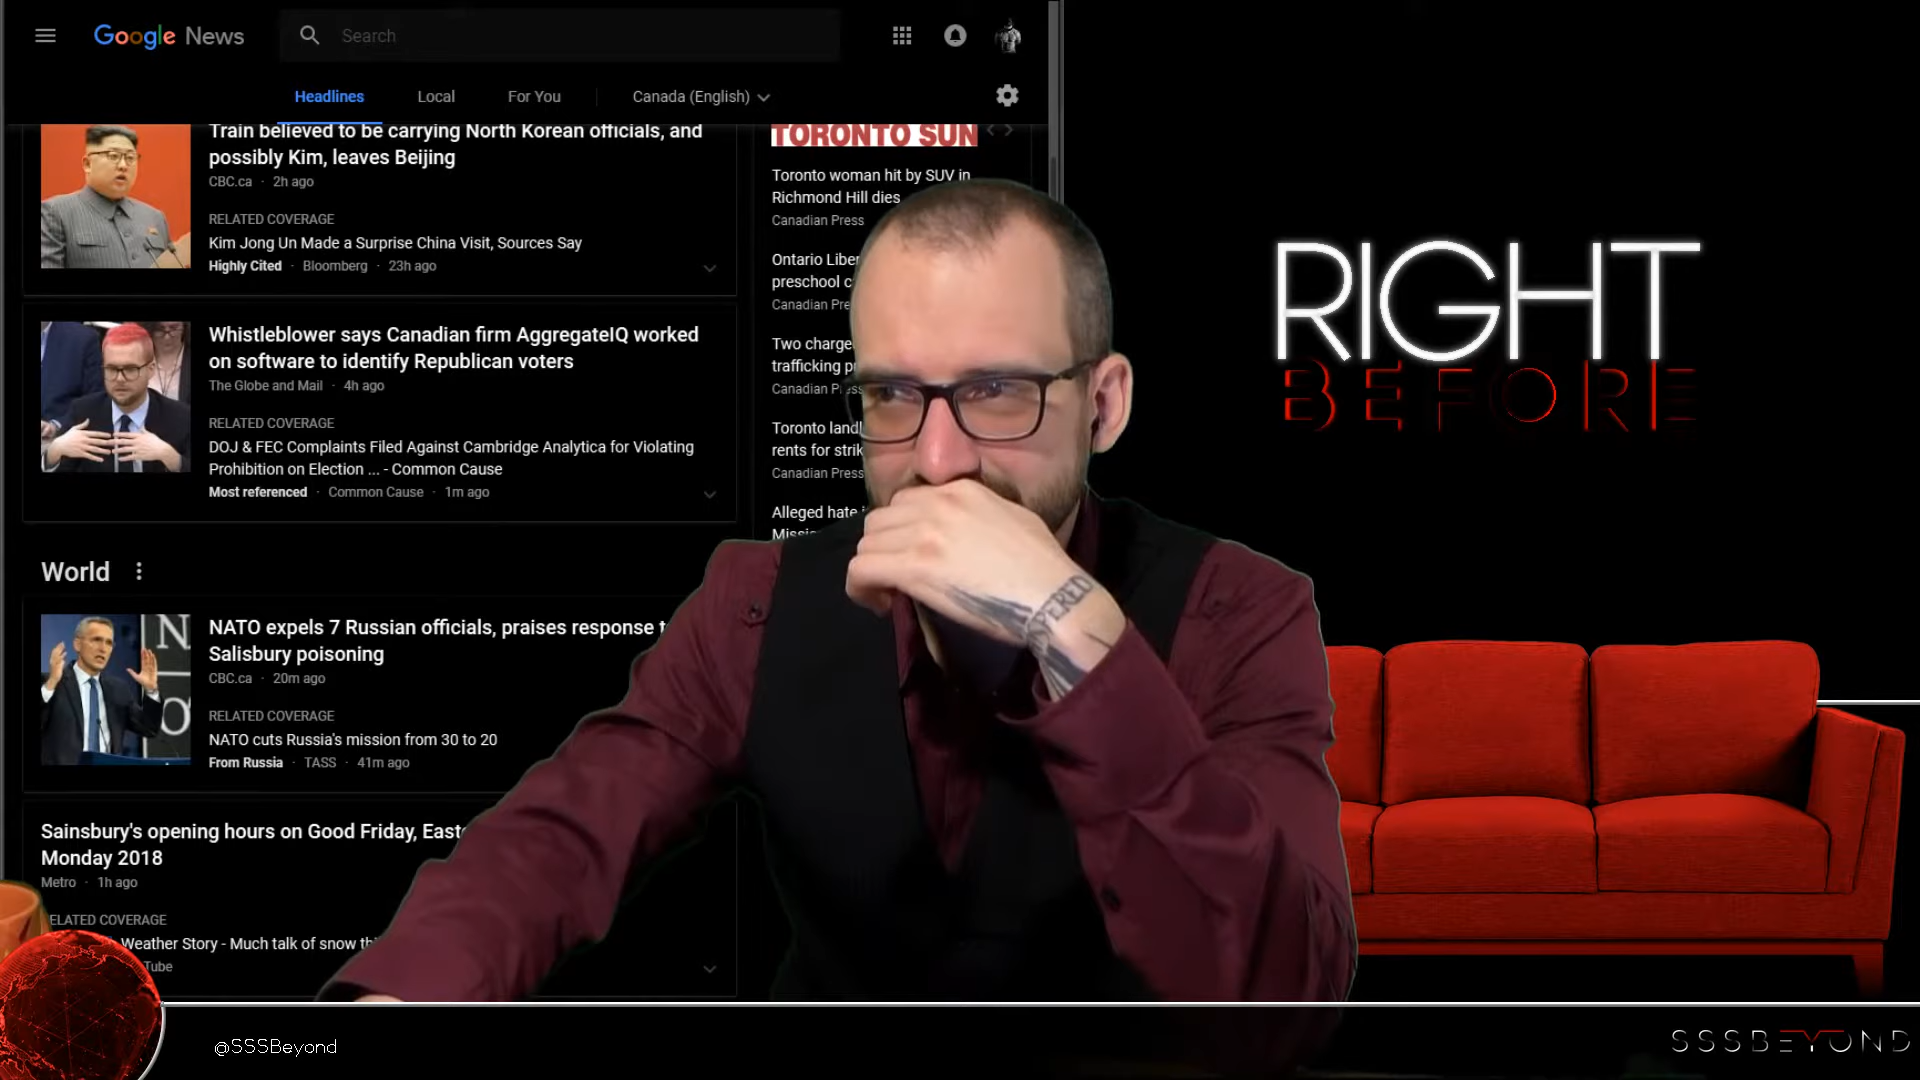 Google News
Search
Headlines
Local
For You
Canada (English)
Train believed to be carrying North Korean officials, and
possibly Kim, leaves Beijing
CBC.ca · 2h ago
RELATED COVERAGE
Kim Jong Un Made a Surprise China Visit, Sources Say
Highly Cited · Bloomberg · 23h ago
Whistleblower says Canadian firm AggregateIQ worked
on software to identify Republican voters
The Globe and Mail · 4h ago
RELATED COVERAGE
DOJ & FEC Complaints Filed Against Cambridge Analytica for Violating
Prohibition on Election ... - Common Cause
Most referenced · Common Cause · 1m ago
World
NATO expels 7 Russian officials, praises response
Salisbury poisoning
CBC.ca · 20m ago
RELATED COVERAGE
NATO cuts Russia's mission from 30 to 20
From Russia · TASS · 41m ago
Sainsbury's opening hours on Good Friday,
Monday 2018
Metro · 1h ago
RELATED COVERAGE
Weather Story - Much talk of snow
TORONTO SUN
Toronto woman hit by SUV in
Richmond Hill dies
Canadian Press
Ontario
preschool
Canadian
Two
trafficking
Canadian Press
Toronto
rents for
Canadian Press
Alleged hate
RIGHT
BEFORE
@SSSBeyond
SSSBEYOND